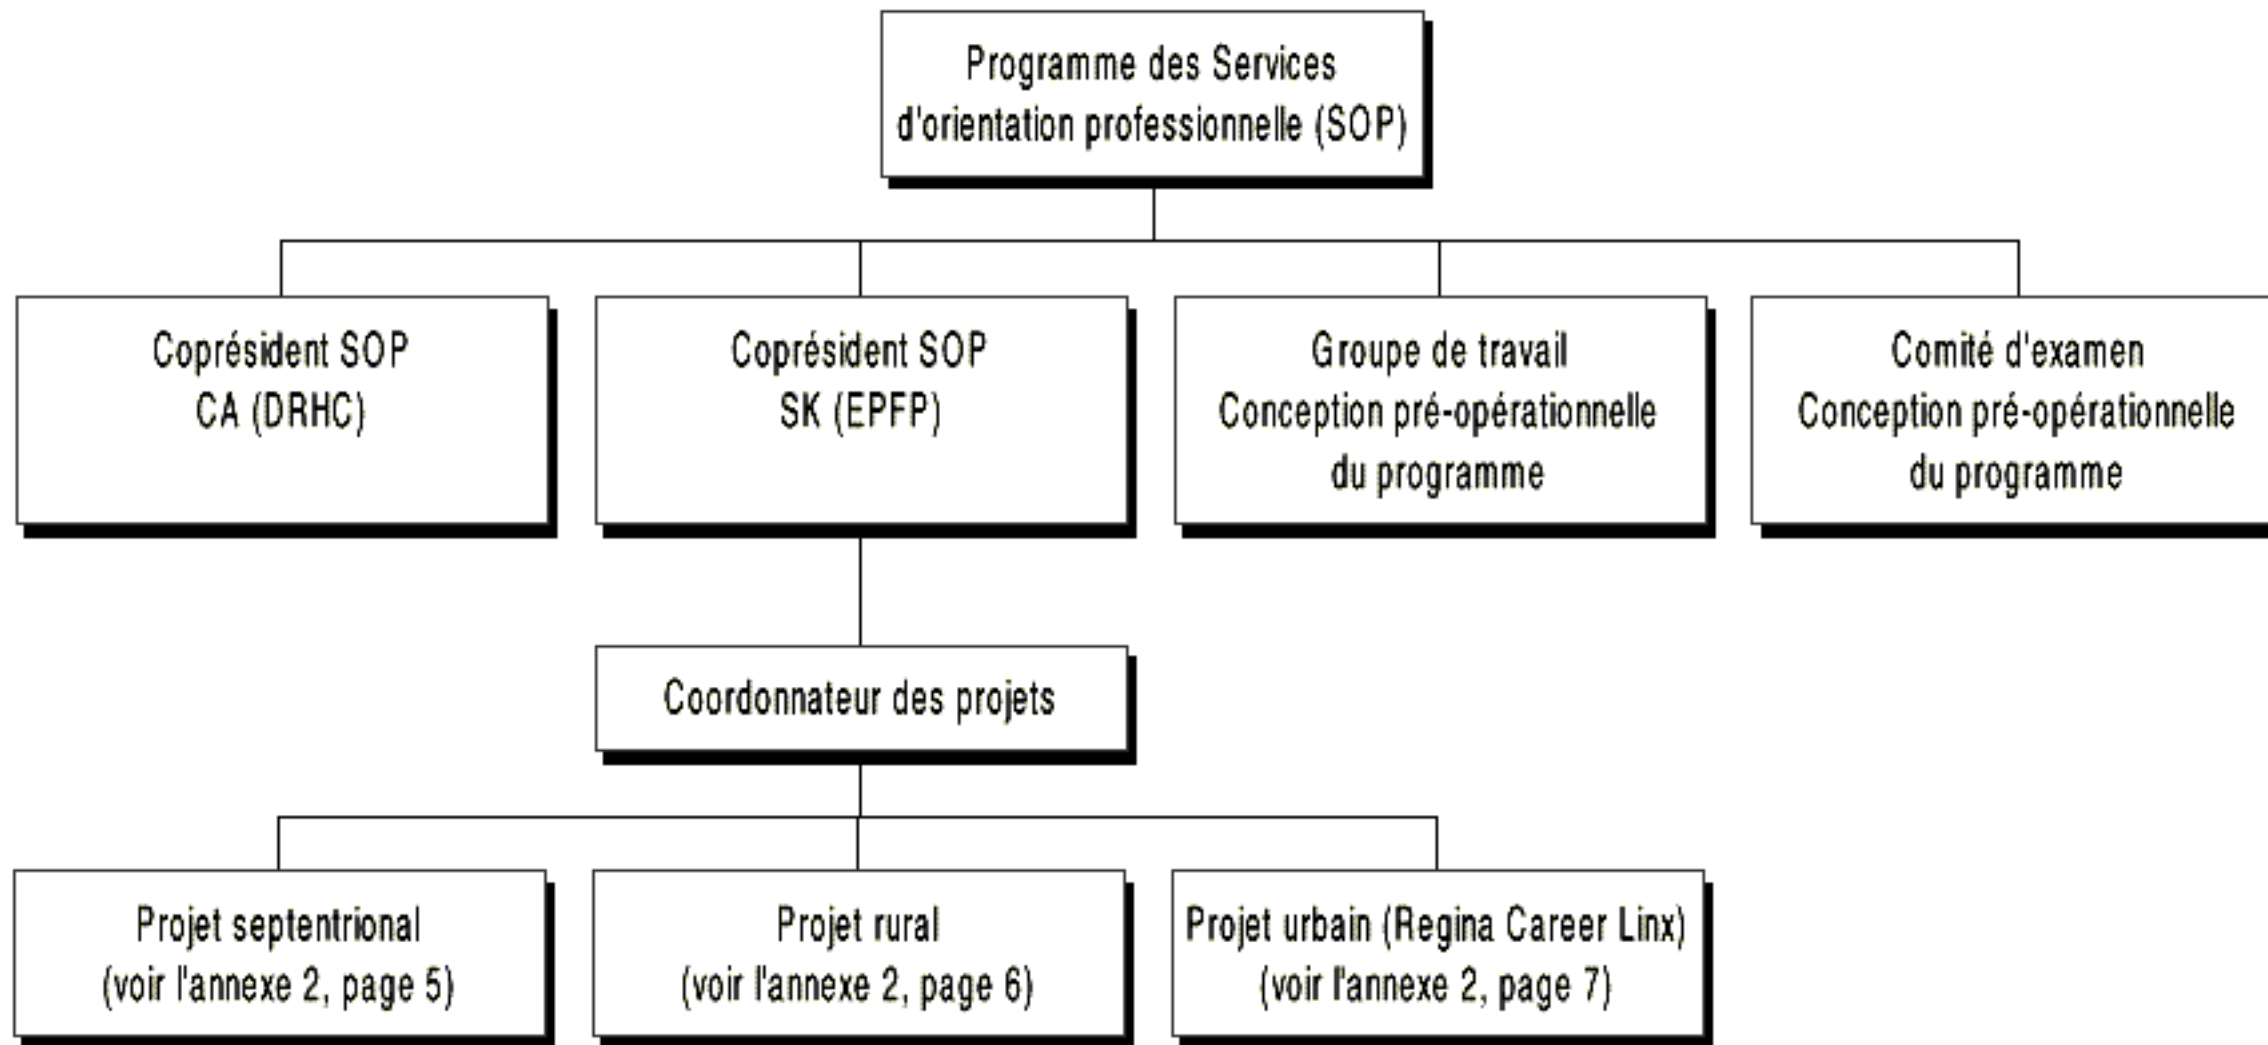 Programme des Services
d'orientation professionnelle (SOP)
Coprésident SOP
CA (DRHC)
Coprésident SOP
SK (EPFP)
Groupe de travail
Conception pré-opérationnelle
du programme
Comité d'examen
Conception pré-opérationnelle
du programme
Coordonnateur des projets
Projet septentrional
(voir l'annexe 2, page 5)
Projet rural
(voir l'annexe 2, page 6)
Projet urbain (Regina Career Linx)
(voir l'annexe 2, page 7)